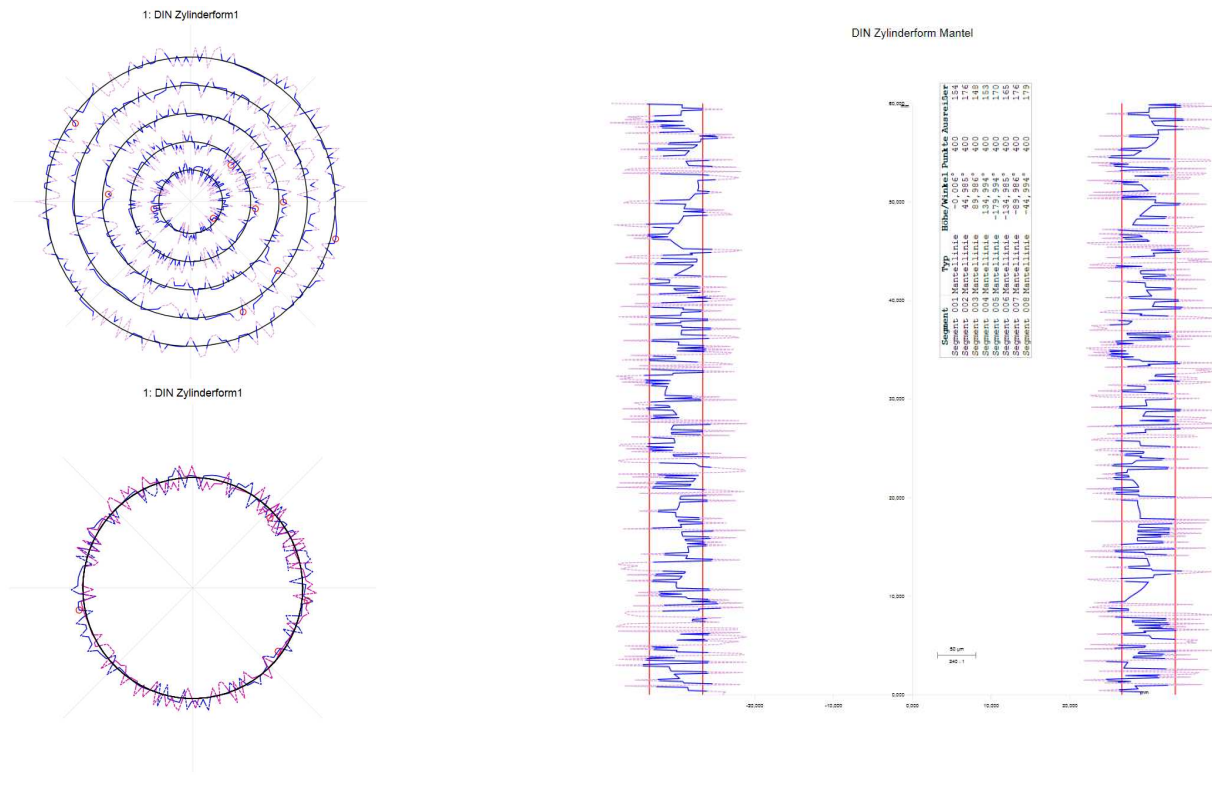 1: DIN Zylinderform1
DIN Zylinderform Mantel
Segment Typ Höhe/Winkel Punkte Ausreißer
Segment 001 Mantellinie -0,006° 400 154
Segment 002 Mantellinie 44,985° 400 176
Segment 003 Mantellinie 89,986° 400 148
Segment 004 Mantellinie 134,994° 400 153
Segment 005 Mantellinie -179,995° 400 170
Segment 006 Mantellinie -134,985° 400 165
Segment 007 Mantellinie -89,986° 400 176
Segment 008 Mantellinie -44,994° 400 179
60,000
50,000
40,000
30,000
20,000
10,000
0,000
1: DIN Zylinderform1
50 µm
-20,000 -10,000 0,000 10,000 20,000